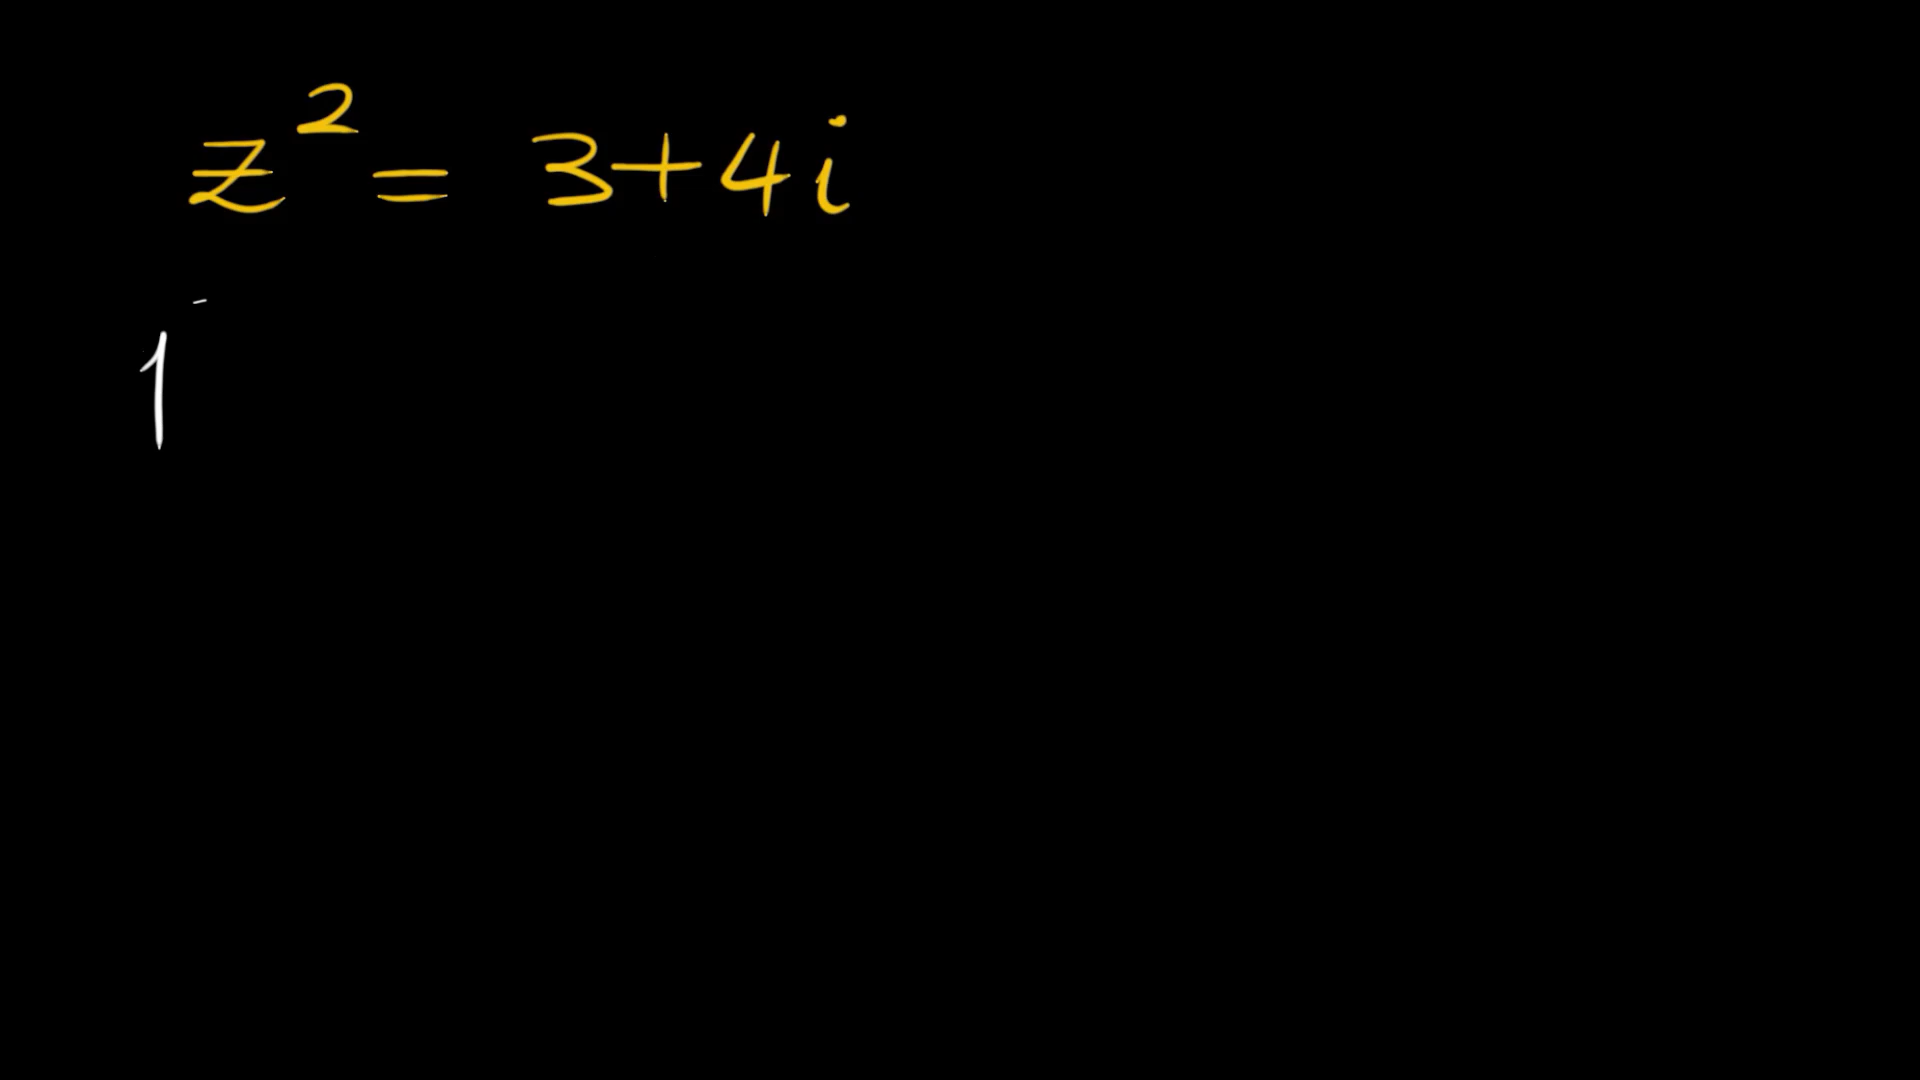 z² = 3+4i
1